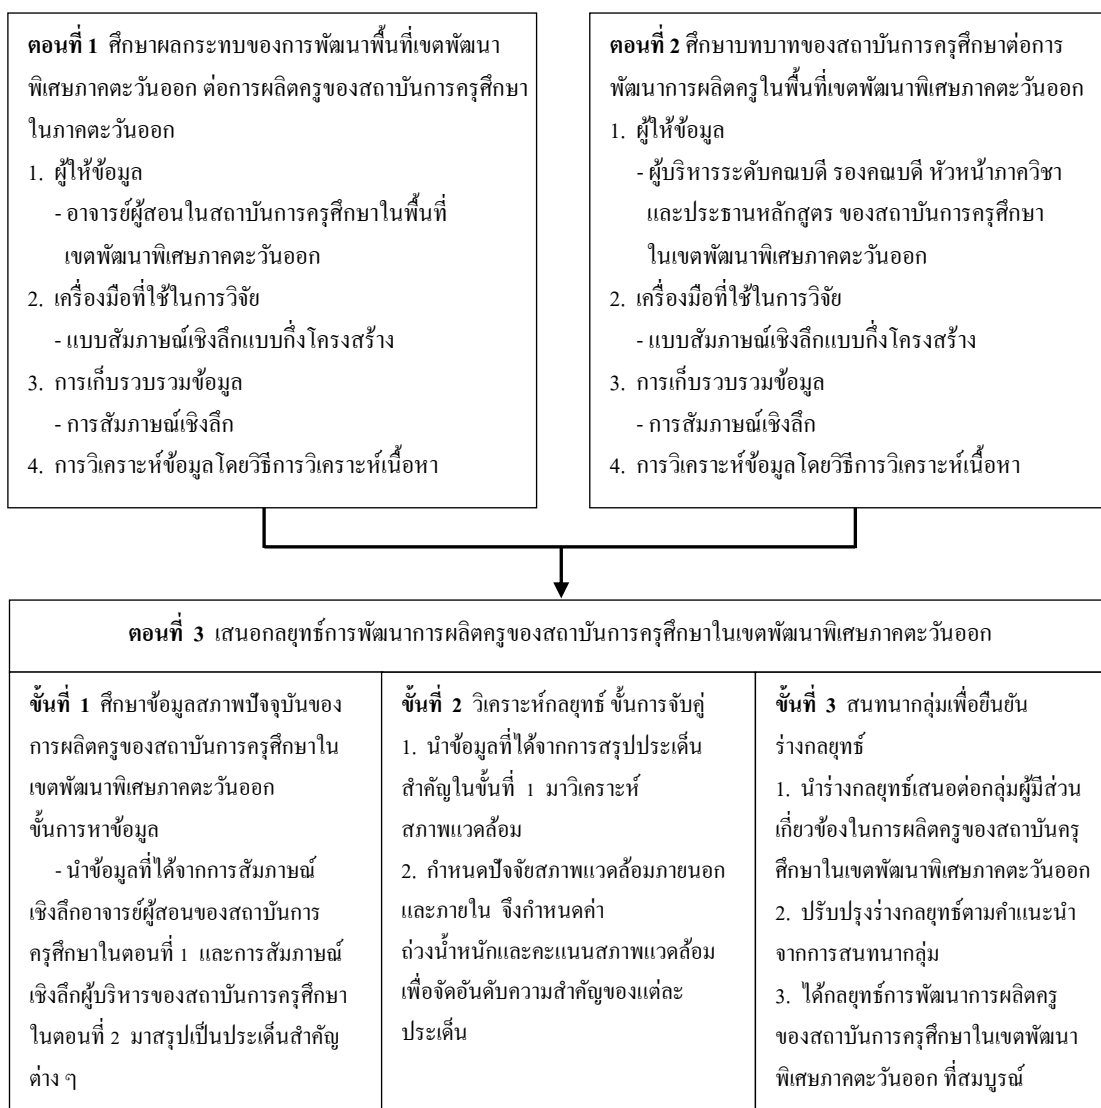 ตอนที่ 1 ศึกษาผลกระทบของการพัฒนาพื้นที่เขตพัฒนา
พิเศษภาคตะวันออก ต่อการผลิตครูของสถาบันการครุศึกษา
ในภาคตะวันออก
1. ผู้ให้ข้อมูล
- อาจารย์ผู้สอนในสถาบันการครุศึกษาในพื้นที่
เขตพัฒนาพิเศษภาคตะวันออก
2. เครื่องมือที่ใช้ในการวิจัย
- แบบสัมภาษณ์เชิงลึกแบบกึ่งโครงสร้าง
3. การเก็บรวบรวมข้อมูล
- การสัมภาษณ์เชิงลึก
4. การวิเคราะห์ข้อมูลโดยวิธีการวิเคราะห์เนื้อหา
ตอนที่ 2 ศึกษาบทบาทของสถาบันการครุศึกษาต่อการ
พัฒนาการผลิตครูในพื้นที่เขตพัฒนาพิเศษภาคตะวันออก
1. ผู้ให้ข้อมูล
- ผู้บริหารระดับคณบดี รองคณบดี หัวหน้าภาควิชา
และประธานหลักสูตร ของสถาบันการครุศึกษา
ในเขตพัฒนาพิเศษภาคตะวันออก
2. เครื่องมือที่ใช้ในการวิจัย
- แบบสัมภาษณ์เชิงลึกแบบกึ่งโครงสร้าง
3. การเก็บรวบรวมข้อมูล
- การสัมภาษณ์เชิงลึก
4. การวิเคราะห์ข้อมูลโดยวิธีการวิเคราะห์เนื้อหา
ตอนที่ 3 เสนอกลยุทธ์การพัฒนาการผลิตครูของสถาบันการครุศึกษาในเขตพัฒนาพิเศษภาคตะวันออก
ขั้นที่ 1 ศึกษาข้อมูลสภาพปัจจุบันของ
การผลิตครูของสถาบันการครุศึกษาใน
เขตพัฒนาพิเศษภาคตะวันออก
ขั้นการหาข้อมูล
- นำข้อมูลที่ได้จากการสัมภาษณ์
เชิงลึกอาจารย์ผู้สอนของสถาบันการ
ครุศึกษาในตอนที่ 1 และการสัมภาษณ์
เชิงลึกผู้บริหารของสถาบันการครุศึกษา
ในตอนที่ 2 มาสรุปเป็นประเด็นสำคัญ
ต่าง ๆ
ขั้นที่ 2 วิเคราะห์กลยุทธ์ ขั้นการจับคู่
1. นำข้อมูลที่ได้จากการสรุปประเด็น
สำคัญในขั้นที่ 1 มาวิเคราะห์
สภาพแวดล้อม
2. กำหนดปัจจัยสภาพแวดล้อมภายนอก
และภายใน จึงกำหนดค่า
ถ่วงน้ำหนักและคะแนนสภาพแวดล้อม
เพื่อจัดอันดับความสำคัญของแต่ละ
ประเด็น
ขั้นที่ 3 สนทนากลุ่มเพื่อยืนยัน
ร่างกลยุทธ์
1. นำร่างกลยุทธ์เสนอต่อกลุ่มผู้มีส่วน
เกี่ยวข้องในการผลิตครูของสถาบันครุ
ศึกษาในเขตพัฒนาพิเศษภาคตะวันออก
2. ปรับปรุงร่างกลยุทธ์ตามคำแนะนำ
จากการสนทนากลุ่ม
3. ได้กลยุทธ์การพัฒนาการผลิตครู
ของสถาบันการครุศึกษาในเขตพัฒนา
พิเศษภาคตะวันออก ที่สมบูรณ์